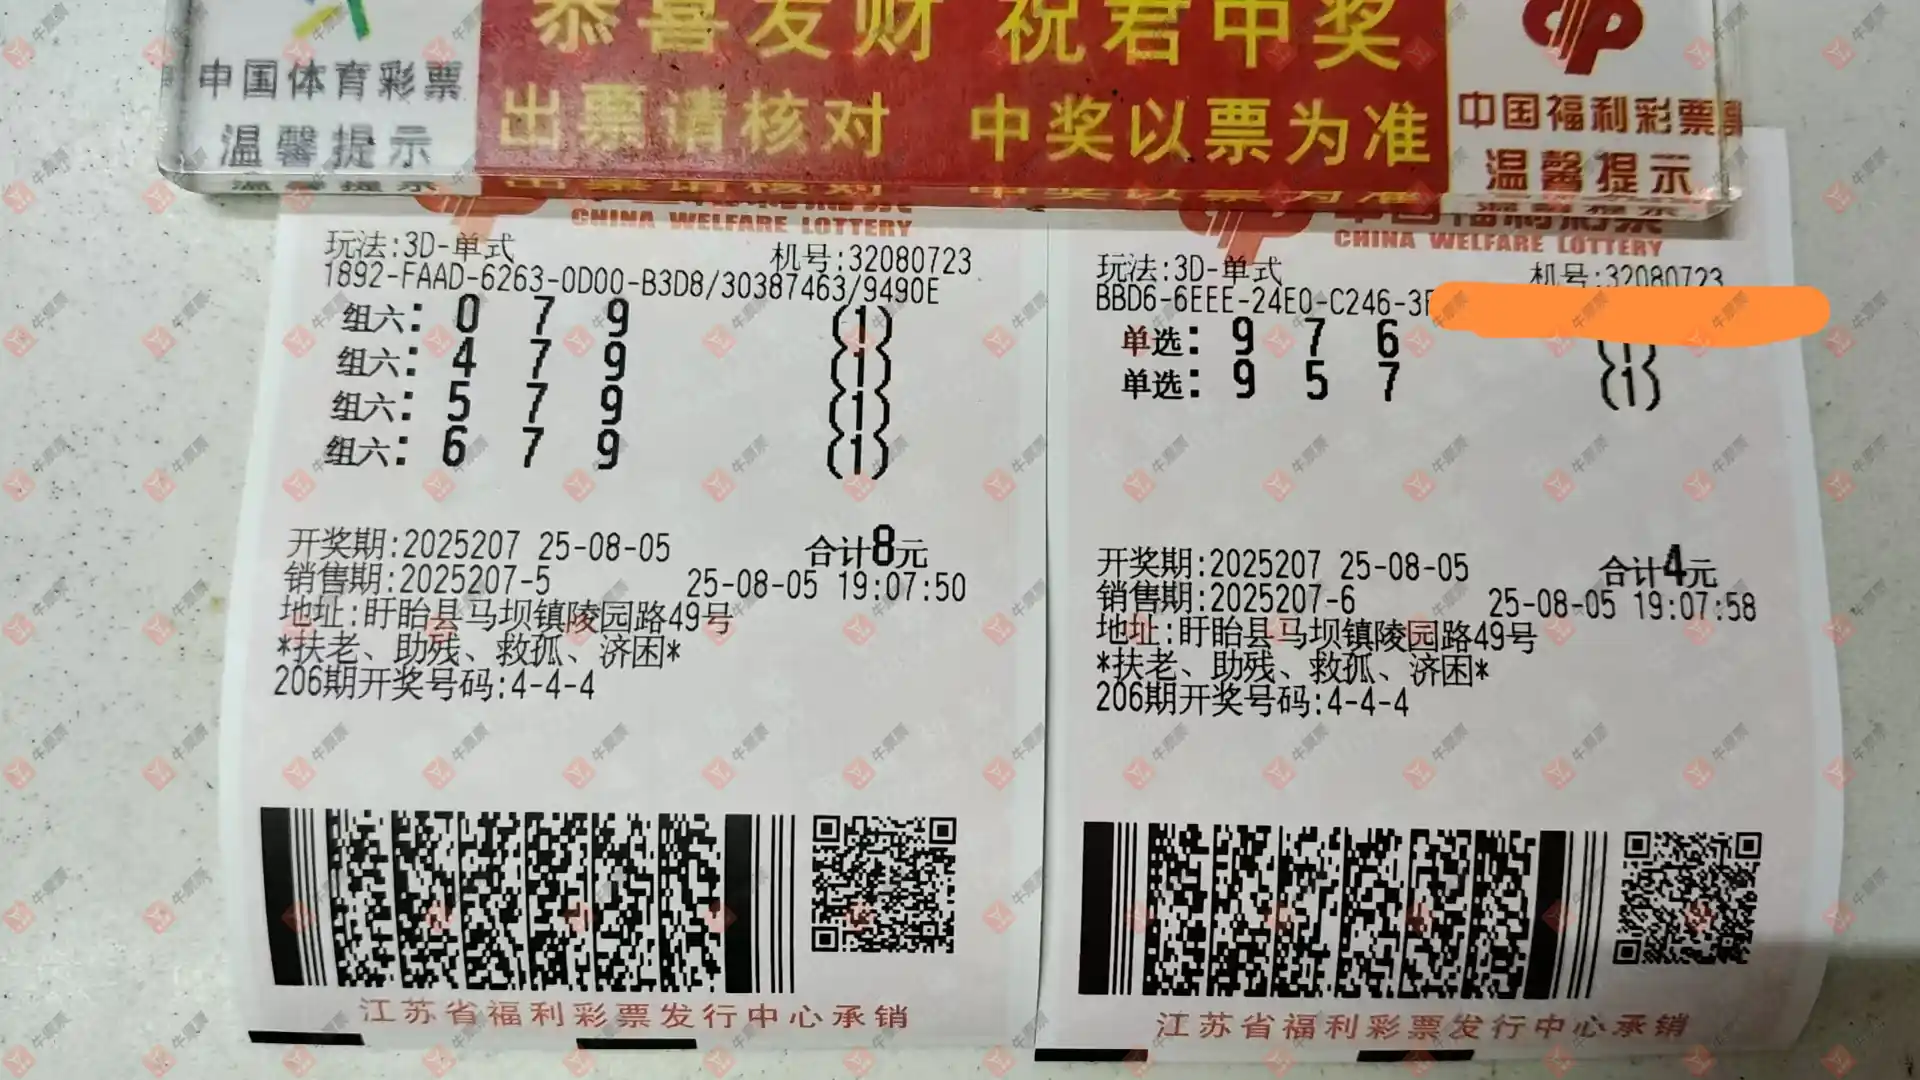 恭喜发财 祝君中奖
中国体育彩票
温馨提示
出票请核对 中奖以票为准
中国福利彩票
温馨提示
CHINA WELFARE LOTTERY
玩法:3D-单式 机号:32080723
1892-FAAD-6263-0D00-B3D8/30387463/9490E
组六: 0 7 9 (1)
组六: 4 7 9 (1)
组六: 5 7 9 (1)
组六: 6 7 9 (1)
开奖期:2025207 25-08-05 合计8元
销售期:2025207-5 25-08-05 19:07:50
地址:盱眙县马坝镇陵园路49号
*扶老、助残、救孤、济困*
206期开奖号码:4-4-4
江苏省福利彩票发行中心承销
中国福利彩票
CHINA WELFARE LOTTERY
玩法:3D-单式 机号:32080723
BBD6-6EEE-24E0-C246-3
单选: 9 7 6 (1)
单选: 9 5 7 (1)
开奖期:2025207 25-08-05 合计4元
销售期:2025207-6 25-08-05 19:07:58
地址:盱眙县马坝镇陵园路49号
*扶老、助残、救孤、济困*
206期开奖号码:4-4-4
江苏省福利彩票发行中心承销